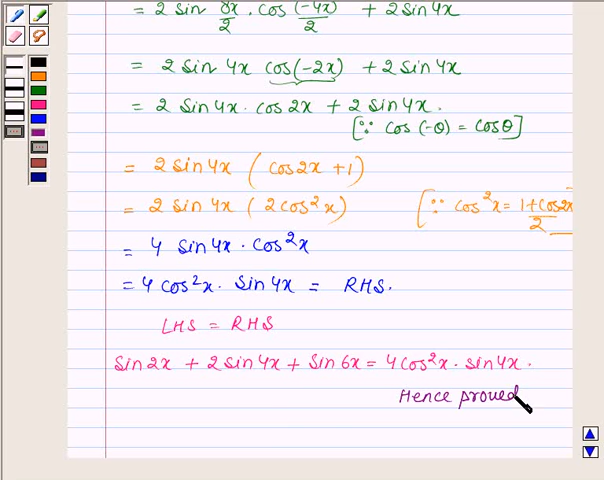 = 2 sin 8x/2 · cos (-4x)/2 + 2 sin 4x
= 2 sin 4x cos(-2x) + 2 sin 4x
= 2 sin 4x · cos 2x + 2 sin 4x.
[∵ cos (-θ) = cosθ]
= 2 sin 4x ( cos 2x + 1)
= 2 sin 4x ( 2 cos²x) [∵ cos²x = 1+cos2x/2
= 4 sin 4x · cos²x
= 4 cos²x · sin 4x = RHS.
LHS = RHS
sin 2x + 2 sin 4x + sin 6x = 4 cos²x · sin 4x.
Hence proved